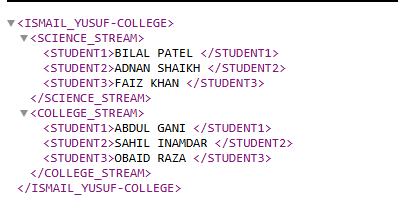 <ISMAIL_YUSUF-COLLEGE>
<SCIENCE_STREAM>
<STUDENT1>BILAL PATEL </STUDENT1>
<STUDENT2>ADNAN SHAIKH </STUDENT2>
<STUDENT3>FAIZ KHAN </STUDENT3>
</SCIENCE_STREAM>
<COLLEGE_STREAM>
<STUDENT1>ABDUL GANI </STUDENT1>
<STUDENT2>SAHIL INAMDAR </STUDENT2>
<STUDENT3>OBAID RAZA </STUDENT3>
</COLLEGE_STREAM>
</ISMAIL_YUSUF-COLLEGE>